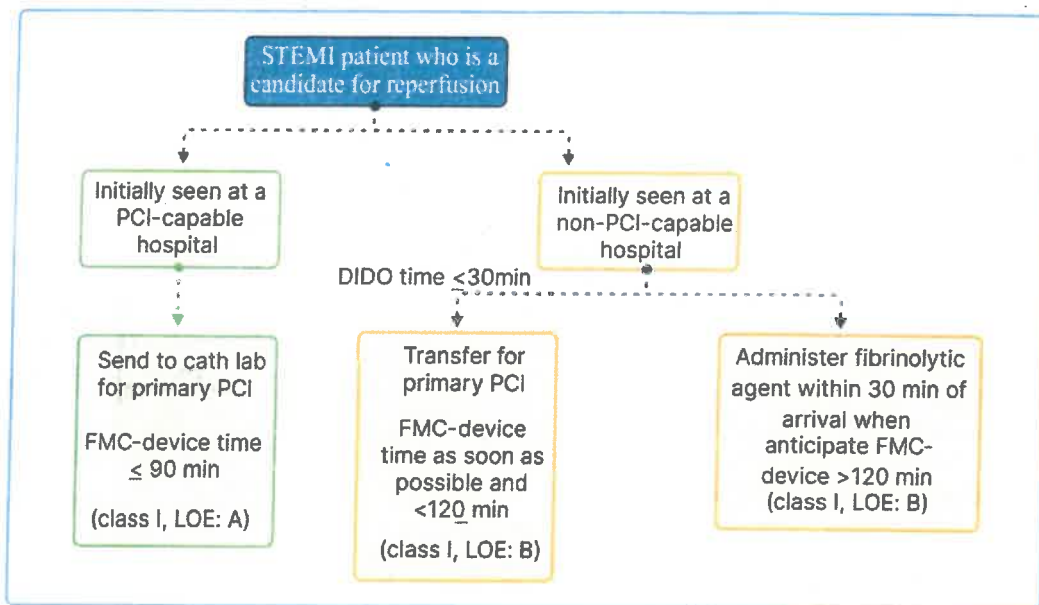 STEMI patient who is a
candidate for reperfusion
Initially seen at a
PCI-capable
hospital
Initially seen at a
non-PCI-capable
hospital
DIDO time ≤30min
Send to cath lab
for primary PCI
FMC-device time
≤ 90 min
(class I, LOE: A)
Transfer for
primary PCI
FMC-device
time as soon as
possible and
<120 min
(class I, LOE: B)
Administer fibrinolytic
agent within 30 min of
arrival when
anticipate FMC-
device >120 min
(class I, LOE: B)